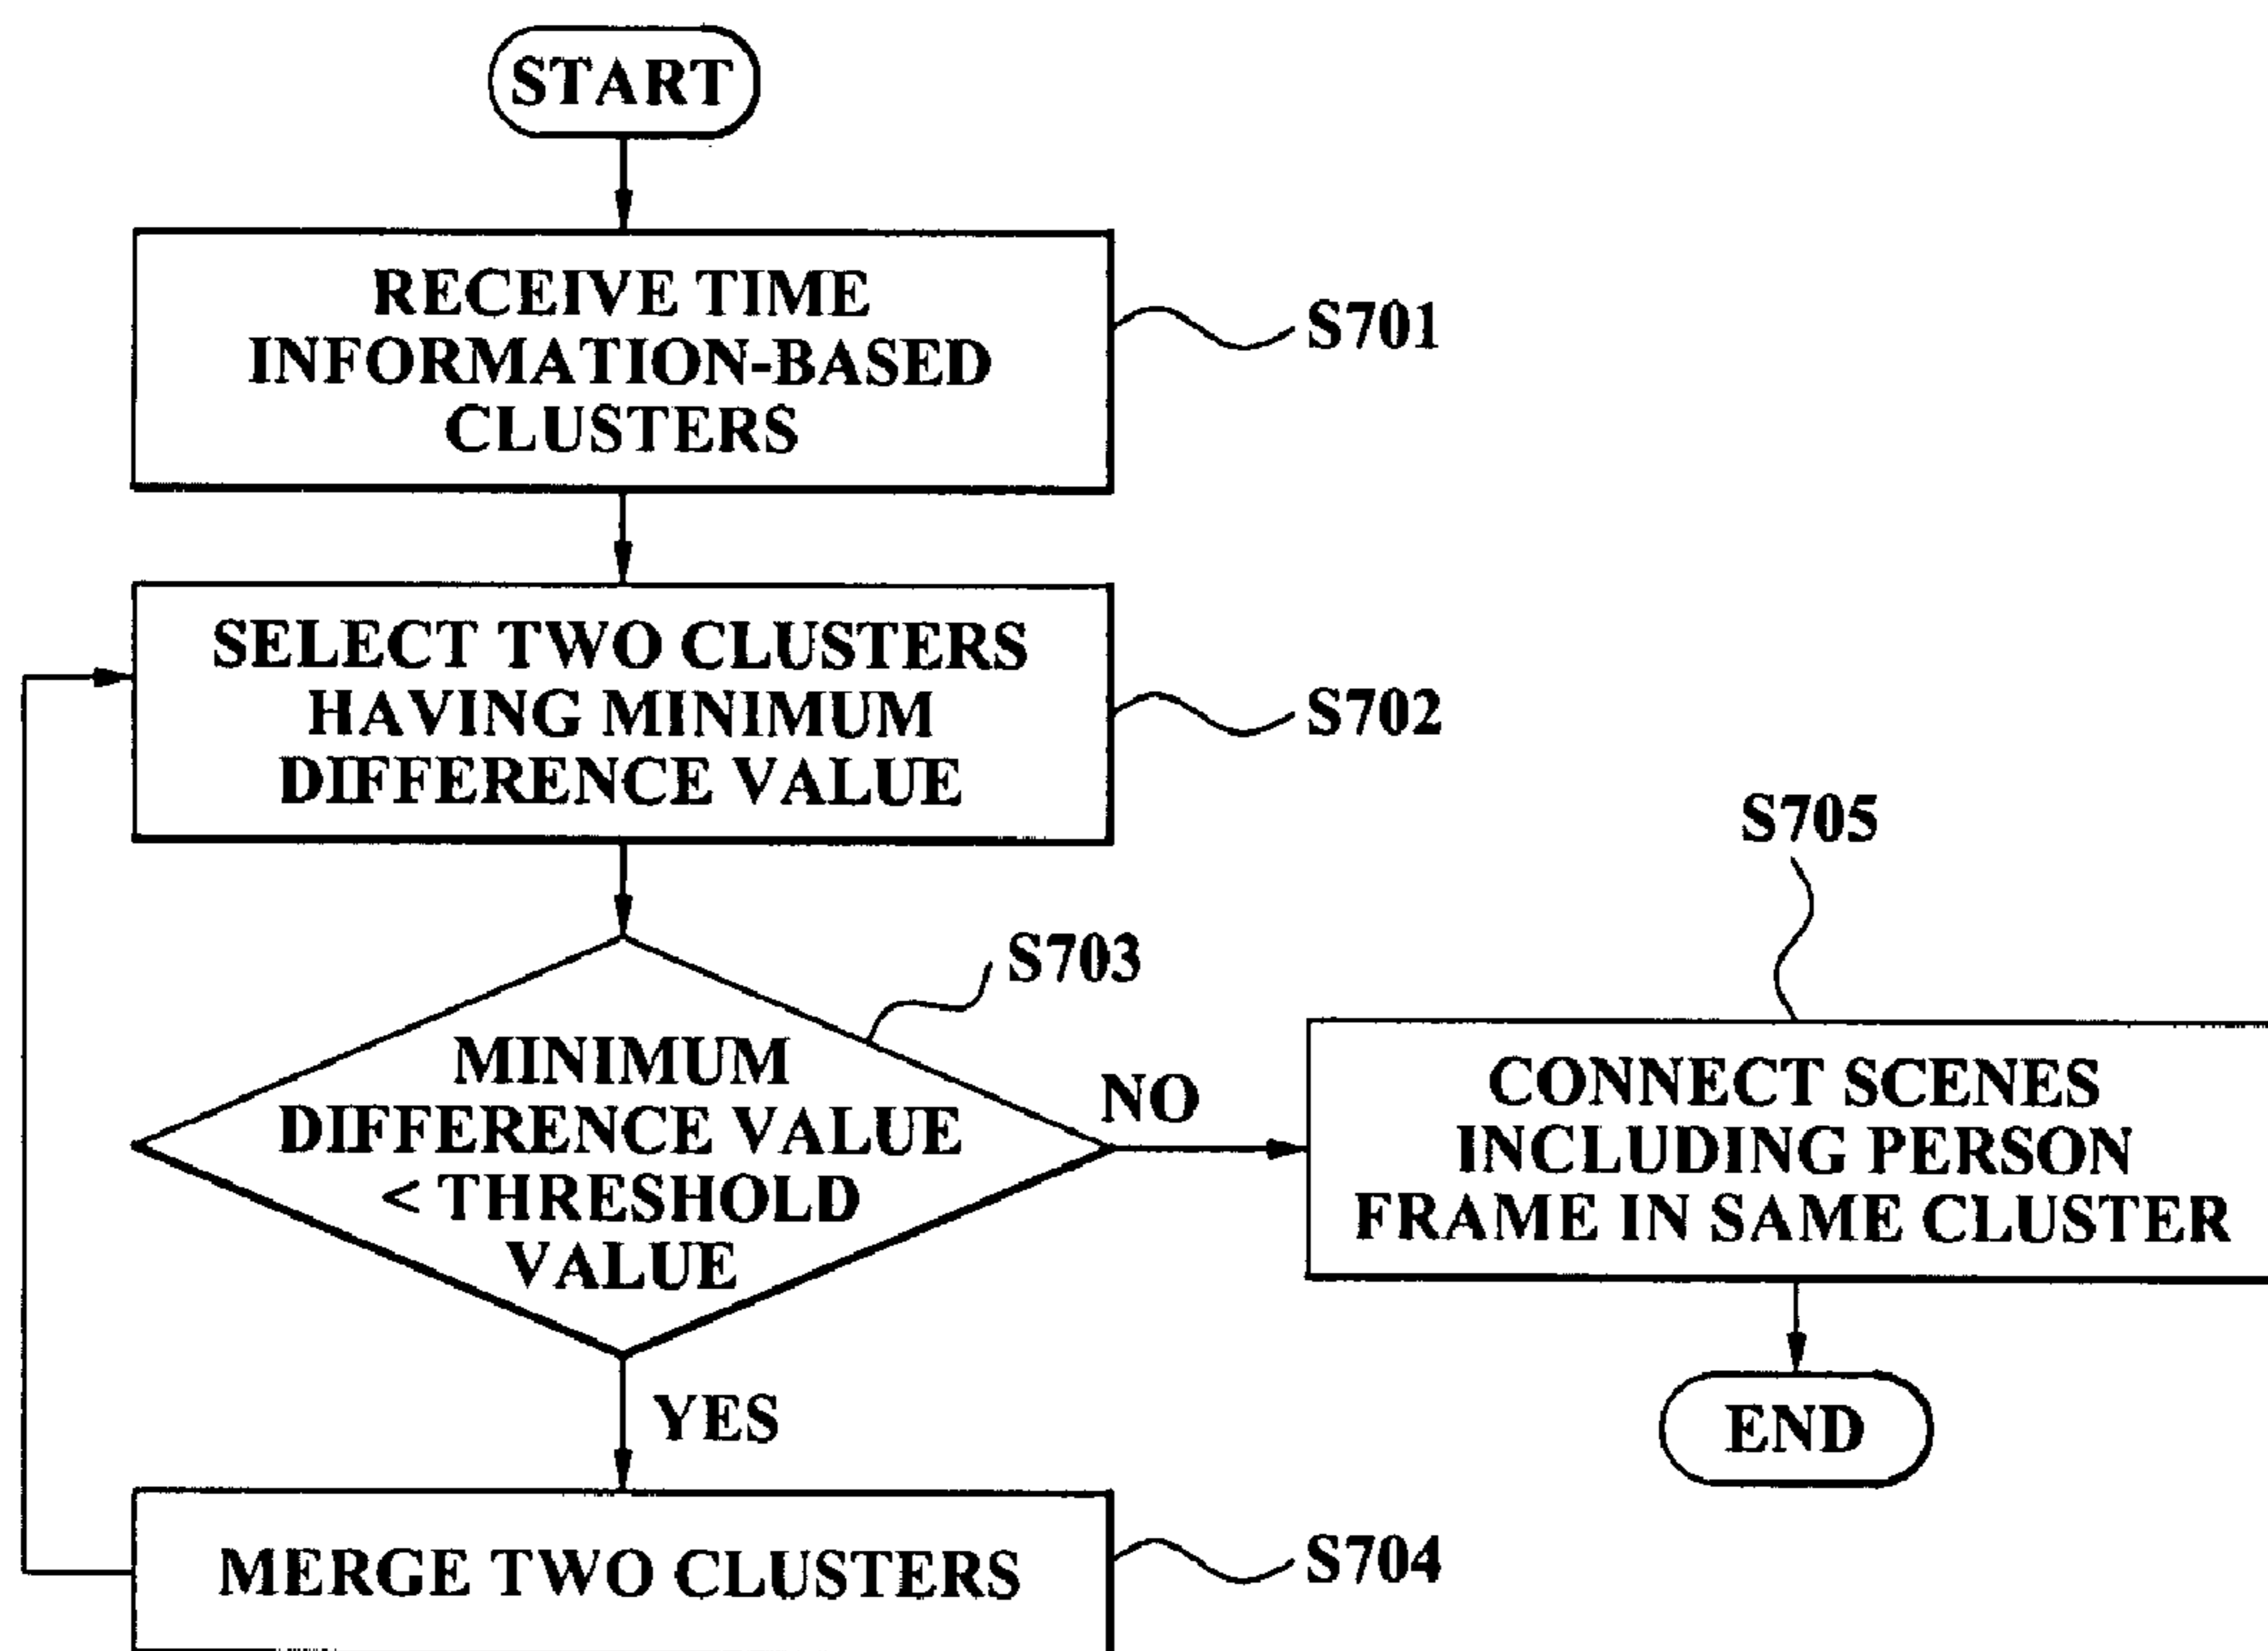 START
RECEIVE TIME
INFORMATION-BASED
CLUSTERS
S701
SELECT TWO CLUSTERS
HAVING MINIMUM
DIFFERENCE VALUE
S702
S703
MINIMUM
DIFFERENCE VALUE
< THRESHOLD
VALUE
NO
YES
MERGE TWO CLUSTERS
S704
S705
CONNECT SCENES
INCLUDING PERSON
FRAME IN SAME CLUSTER
END